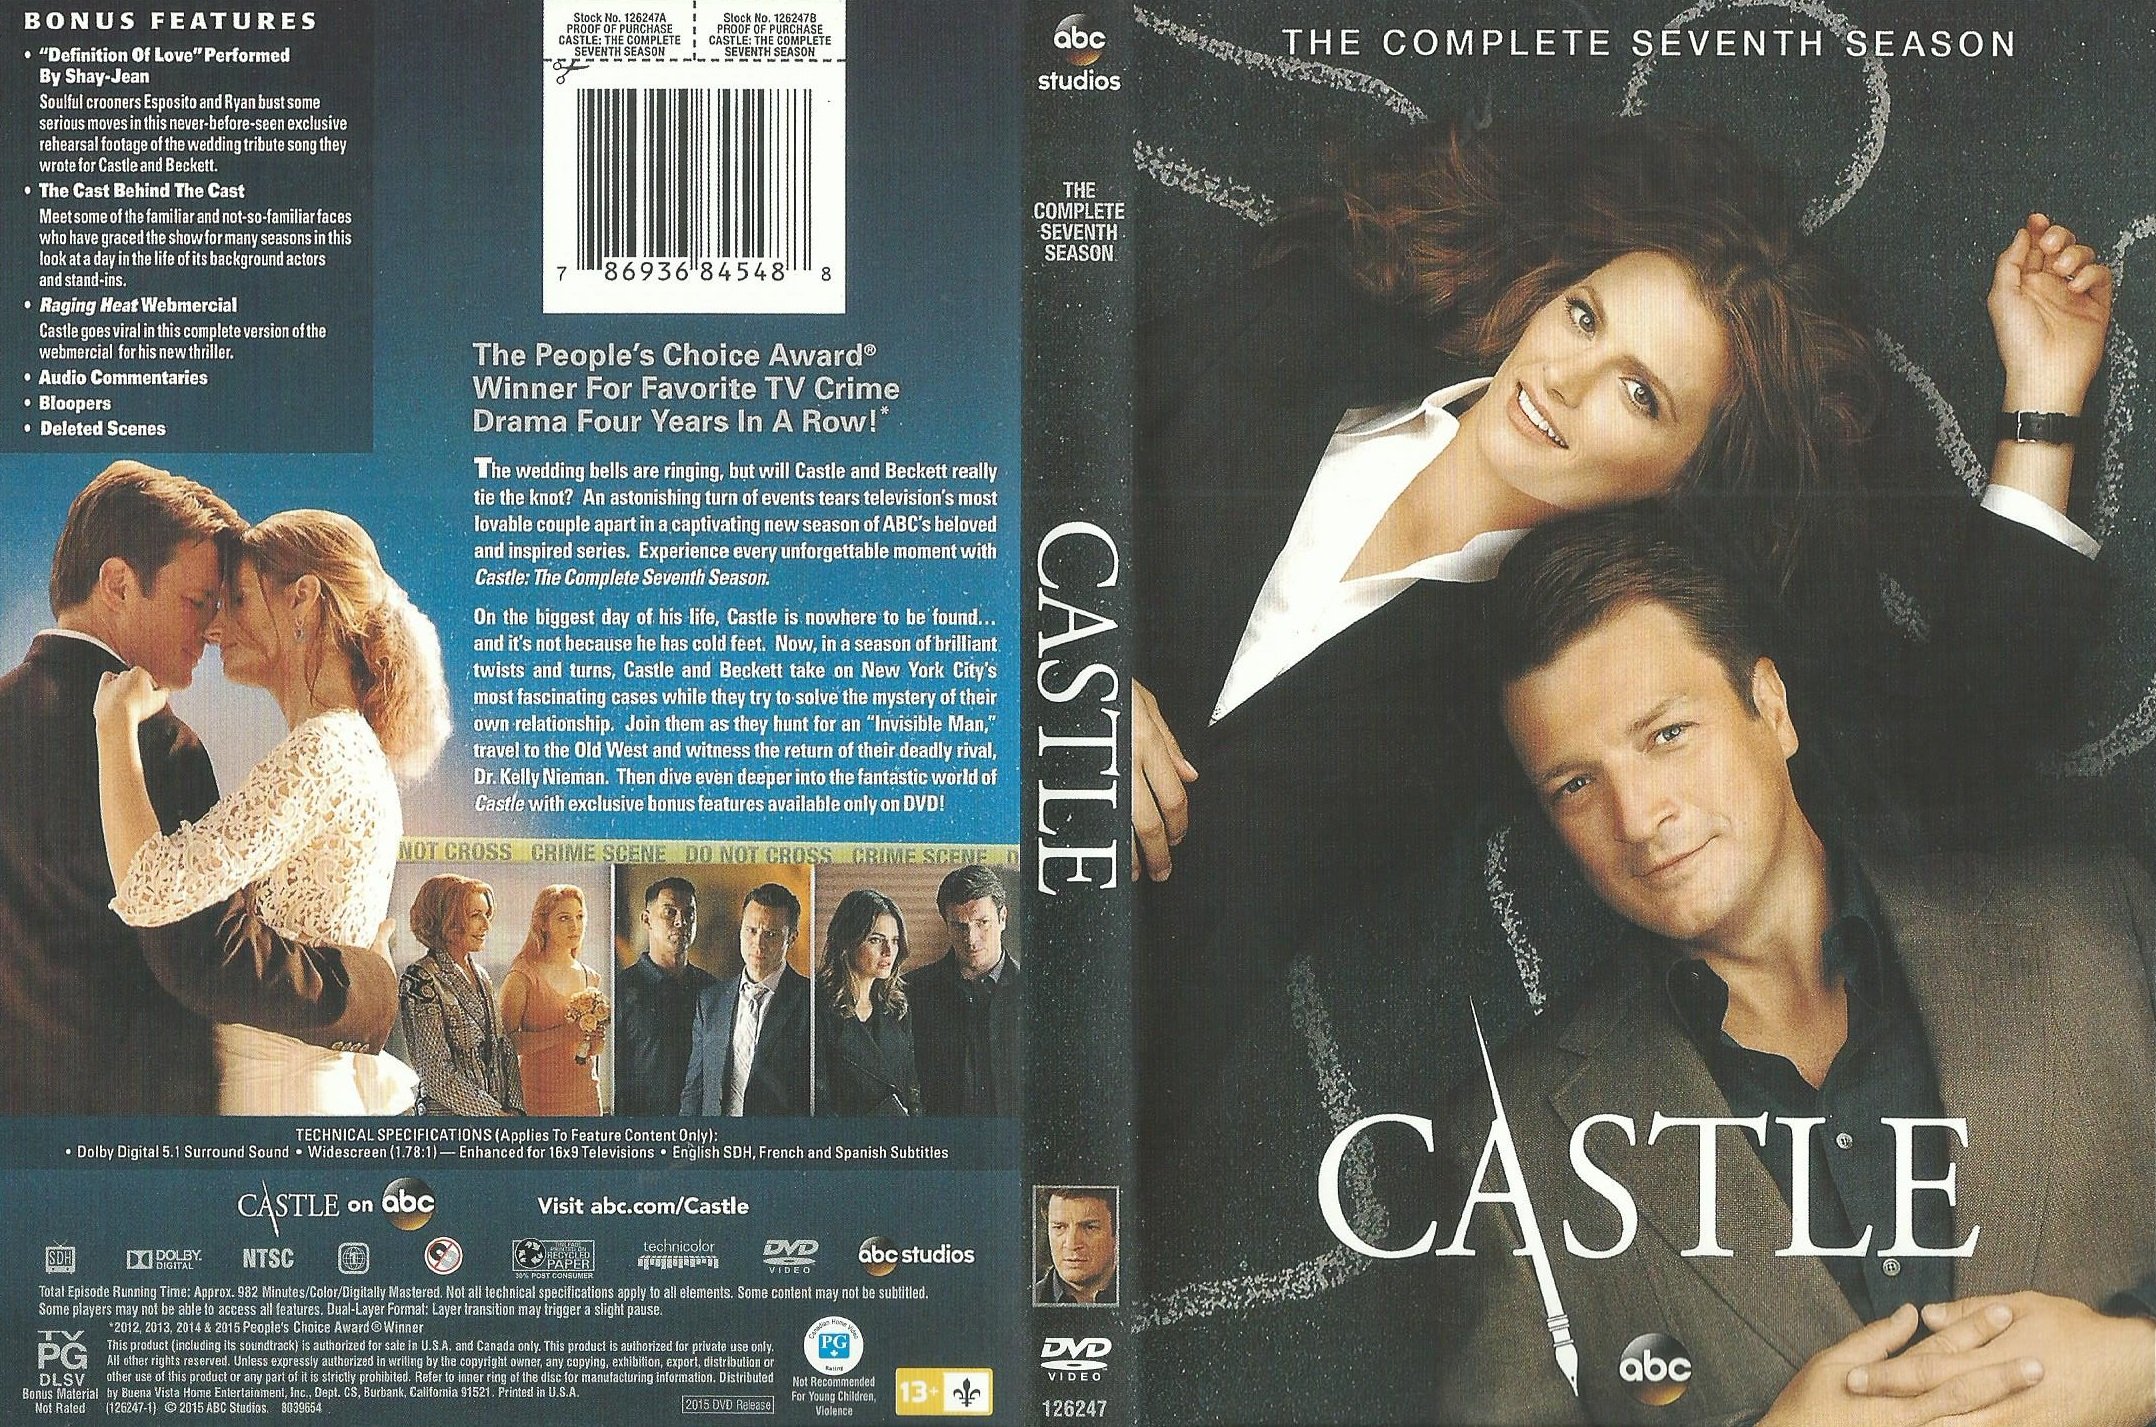 BONUS FEATURES
• "Definition Of Love" Performed
By Shay-Jean
Soulful crooners Esposito and Ryan bust some
serious moves in this never-before-seen exclusive
rehearsal footage of the wedding tribute song they
wrote for Castle and Beckett.
• The Cast Behind The Cast
Meet some of the familiar and not-so-familiar faces
who have graced the show for many seasons in this
look at a day in the life of its background actors
and stand-ins.
• Raging Heat Webmercial
Castle goes viral in this complete version of the
webmercial for his new thriller.
• Audio Commentaries
• Bloopers
• Deleted Scenes
Stock No. 126247A
PROOF OF PURCHASE
CASTLE: THE COMPLETE
SEVENTH SEASON
Stock No. 126247B
PROOF OF PURCHASE
CASTLE: THE COMPLETE
SEVENTH SEASON
7 86936 84548 8
The People's Choice Award®
Winner For Favorite TV Crime
Drama Four Years In A Row!*
The wedding bells are ringing, but will Castle and Beckett really
tie the knot? An astonishing turn of events tears television's most
lovable couple apart in a captivating new season of ABC's beloved
and inspired series. Experience every unforgettable moment with
Castle: The Complete Seventh Season.
On the biggest day of his life, Castle is nowhere to be found...
and it's not because he has cold feet. Now, in a season of brilliant
twists and turns, Castle and Beckett take on New York City's
most fascinating cases while they try to solve the mystery of their
own relationship. Join them as they hunt for an "Invisible Man,"
travel to the Old West and witness the return of their deadly rival,
Dr. Kelly Nieman. Then dive even deeper into the fantastic world of
Castle with exclusive bonus features available only on DVD!
NOT CROSS CRIME SCENE DO NOT CROSS CRIME SCENE D
TECHNICAL SPECIFICATIONS (Applies To Feature Content Only):
• Dolby Digital 5.1 Surround Sound • Widescreen (1.78:1) — Enhanced for 16x9 Televisions • English SDH, French and Spanish Subtitles
CASTLE on abc
Visit abc.com/Castle
SDH
DOLBY
DIGITAL
NTSC
1
RECYCLED
PAPER
30% POST CONSUMER
technicolor
DVD
VIDEO
abc studios
Total Episode Running Time: Approx. 982 Minutes/Color/Digitally Mastered. Not all technical specifications apply to all elements. Some content may not be subtitled.
Some players may not be able to access all features. Dual-Layer Format: Layer transition may trigger a slight pause.
*2012, 2013, 2014 & 2015 People's Choice Award® Winner
TV
PG
DLSV
Bonus Material
Not Rated
This product (including its soundtrack) is authorized for sale in U.S.A. and Canada only. This product is authorized for private use only.
All other rights reserved. Unless expressly authorized in writing by the copyright owner, any copying, exhibition, export, distribution or
other use of this product or any part of it is strictly prohibited. Refer to inner ring of the disc for manufacturing information. Distributed
by Buena Vista Home Entertainment, Inc., Dept. CS, Burbank, California 91521. Printed in U.S.A.
(126247-1) © 2015 ABC Studios. 8039654
2015 DVD Release
Canadian Home Video
PG
Rating
Not Recommended
For Young Children,
Violence
13+
abc
studios
THE
COMPLETE
SEVENTH
SEASON
CASTLE
DVD
VIDEO
126247
THE COMPLETE SEVENTH SEASON
CASTLE
abc